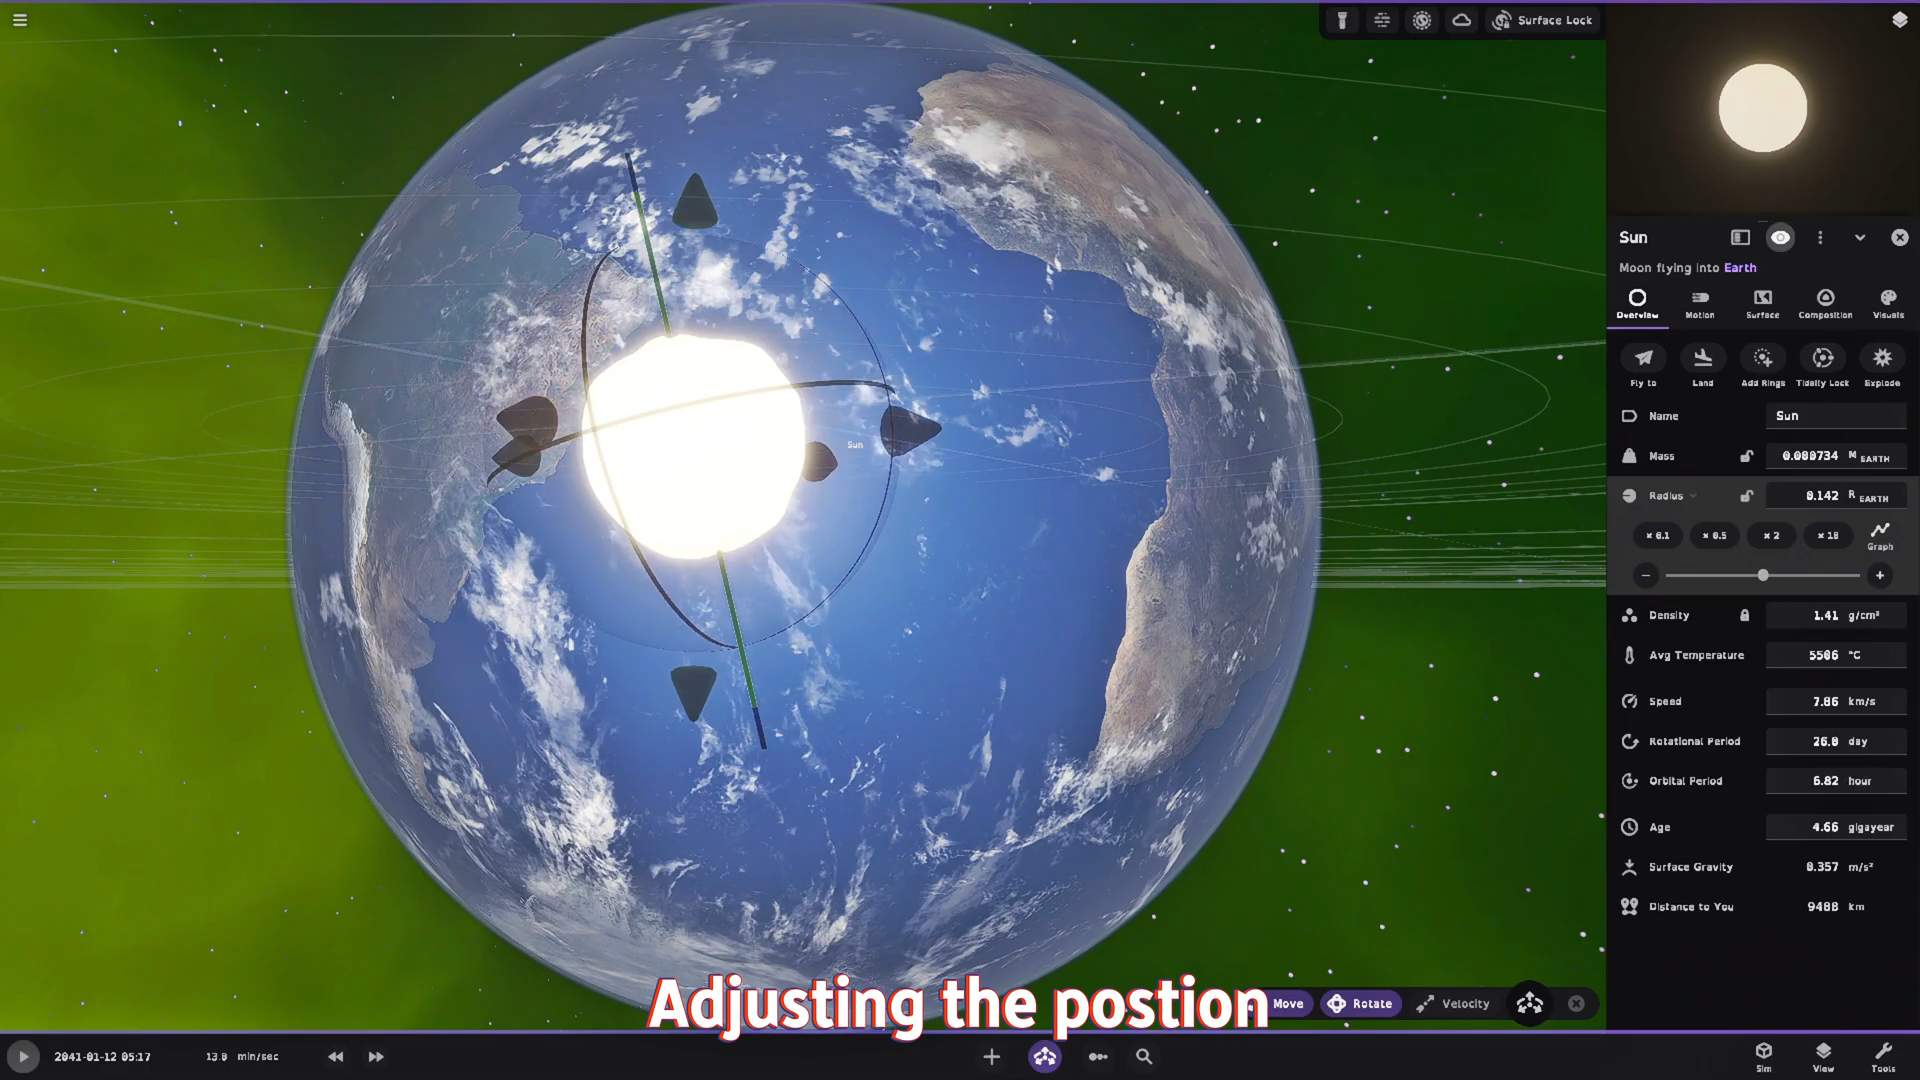 Surface Lock
Sun
Moon flying into Earth
Overview Motion Surface Composition Visuals
Fly to Land Add Rings Tidally Lock Explode
Name Sun
Mass 0.000734 M EARTH
Radius 0.142 R EARTH
× 0.1 × 0.5 × 2 × 10 Graph
Density 1.41 g/cm³
Avg Temperature 5506 °C
Speed 7.86 km/s
Rotational Period 26.0 day
Orbital Period 6.82 hour
Age 4.66 gigayear
Surface Gravity 0.357 m/s²
Distance to You 9488 km
Sun
Adjusting the postion
Move Rotate Velocity
2041-01-12 05:17 13.0 min/sec
Sim View Tools